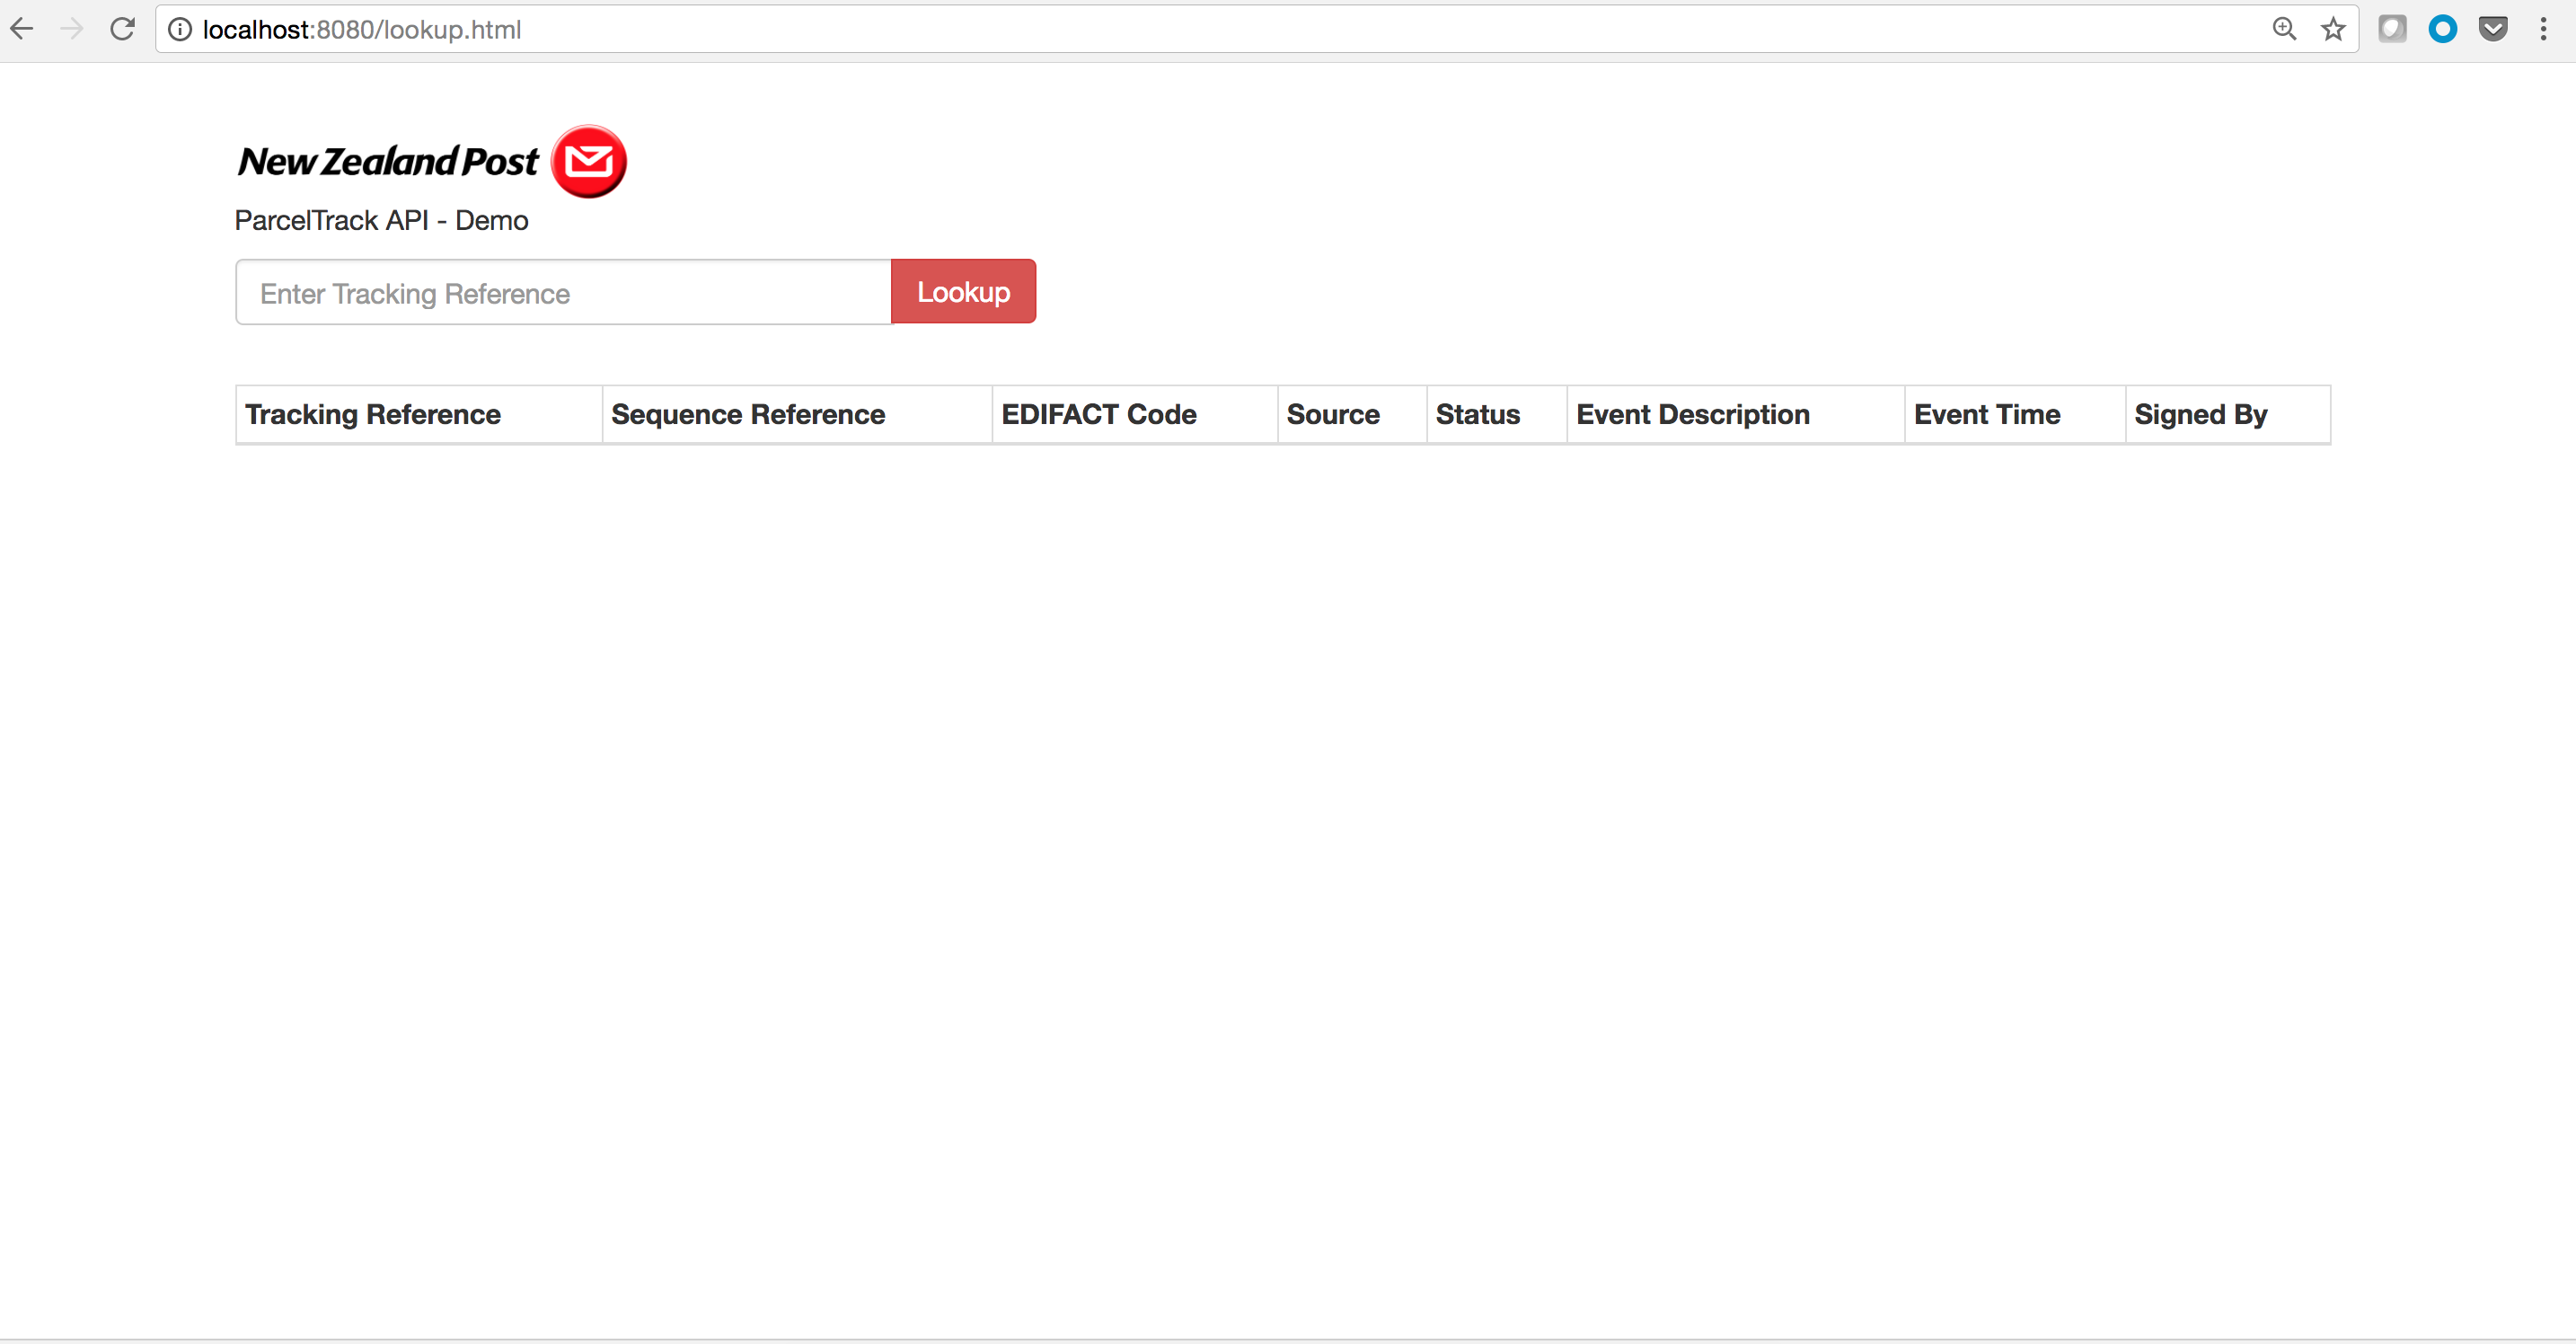 localhost:8080/lookup.html
New Zealand Post
ParcelTrack API - Demo
Enter Tracking Reference Lookup
Tracking Reference Sequence Reference EDIFACT Code Source Status Event Description Event Time Signed By